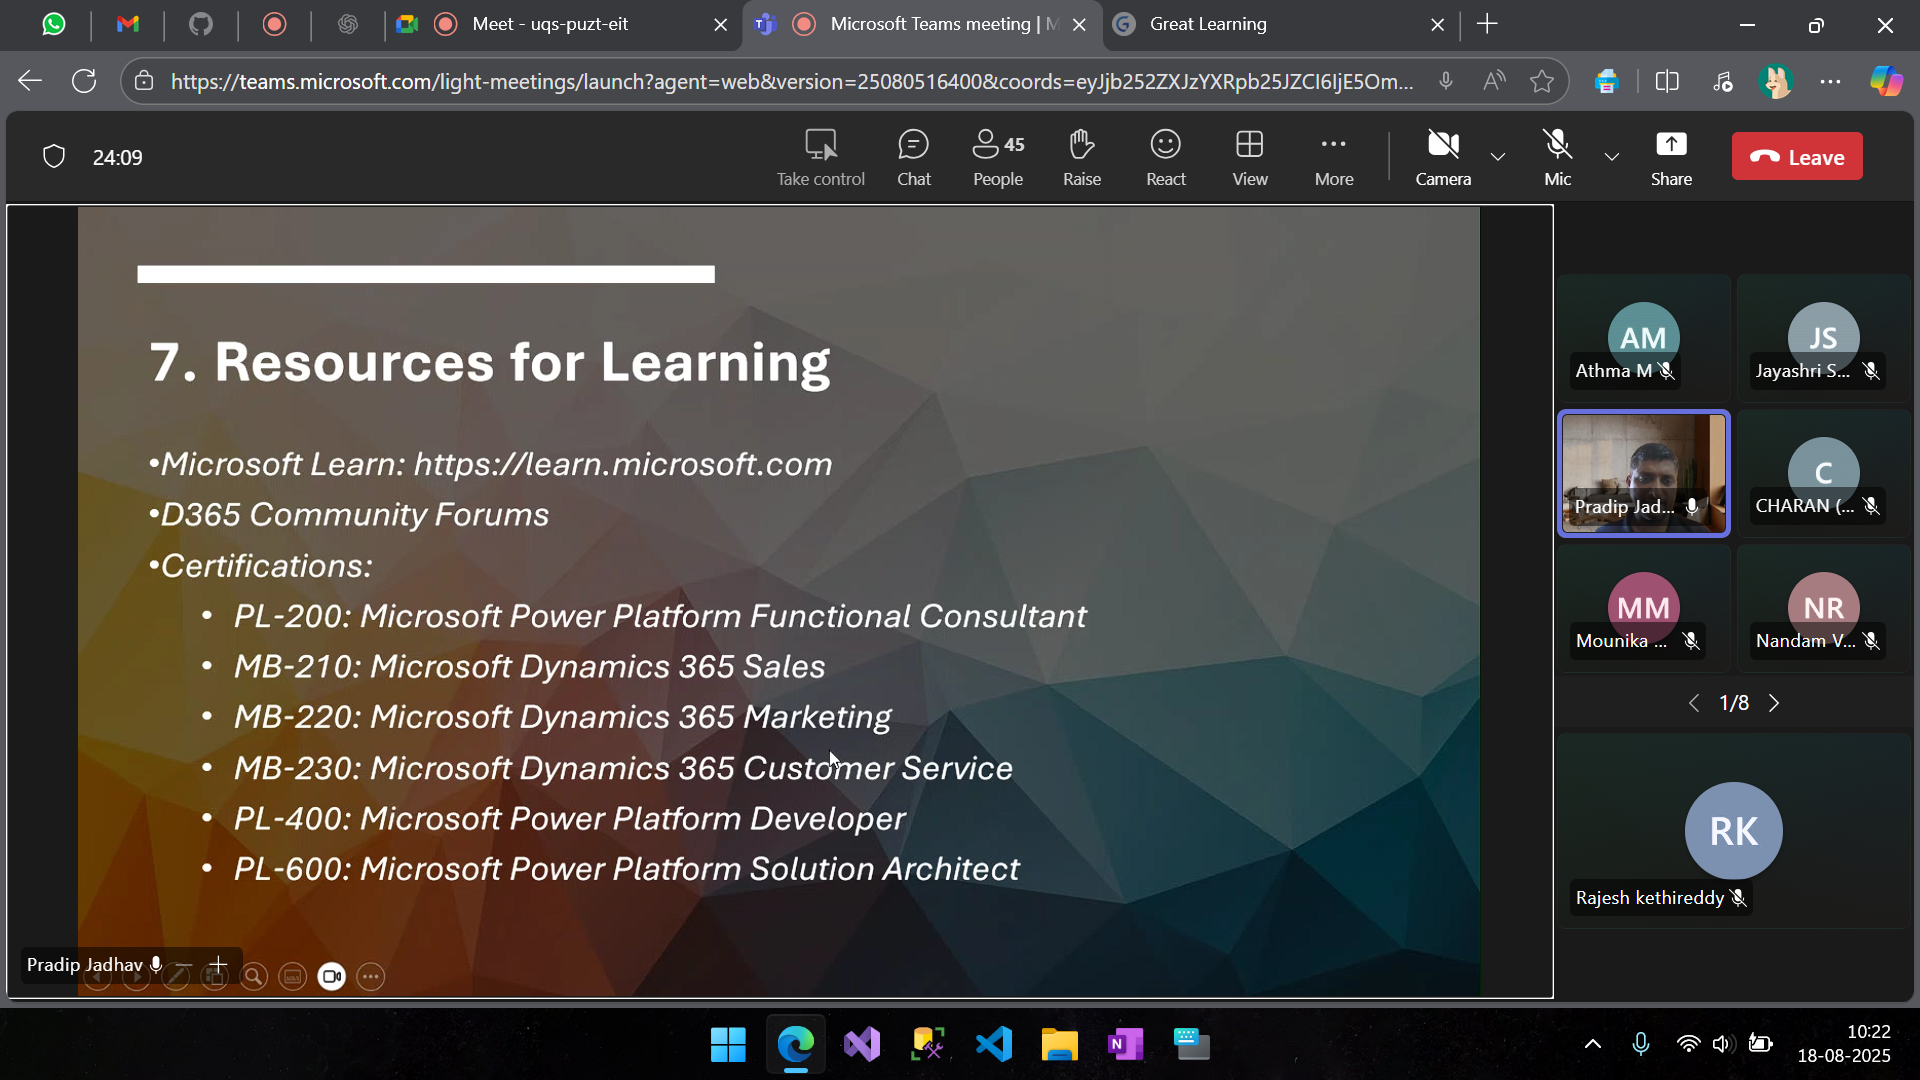 Meet - uqs-puzt-eit
Microsoft Teams meeting | M
Great Learning
https://teams.microsoft.com/light-meetings/launch?agent=web&version=25080516400&coords=eyJjb252ZXJzYXRpb25JZCI6IjE5Om...
24:09
Take control
Chat
45
People
Raise
React
View
More
Camera
Mic
Share
Leave
7. Resources for Learning
•Microsoft Learn: https://learn.microsoft.com
•D365 Community Forums
•Certifications:
• PL-200: Microsoft Power Platform Functional Consultant
• MB-210: Microsoft Dynamics 365 Sales
• MB-220: Microsoft Dynamics 365 Marketing
• MB-230: Microsoft Dynamics 365 Customer Service
• PL-400: Microsoft Power Platform Developer
• PL-600: Microsoft Power Platform Solution Architect
Pradip Jadhav
AM
Athma M
JS
Jayashri S...
Pradip Jad...
C
CHARAN (...
MM
Mounika ...
NR
Nandam V...
1/8
RK
Rajesh kethireddy
10:22
18-08-2025